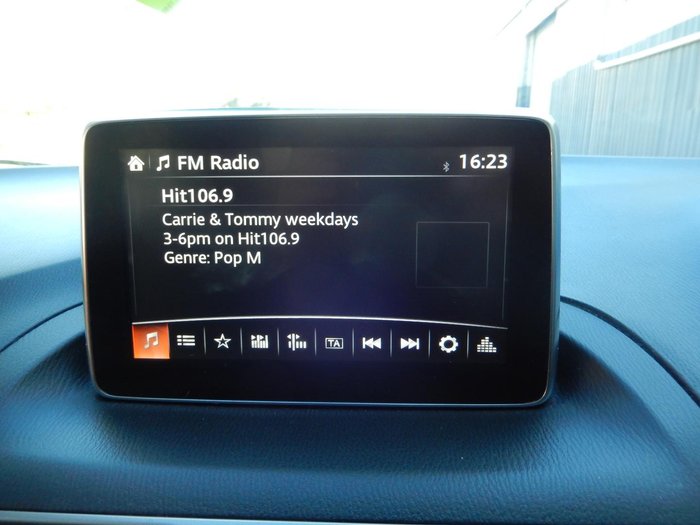 FM Radio 16:23
Hit106.9
Carrie & Tommy weekdays
3-6pm on Hit106.9
Genre: Pop M
TA